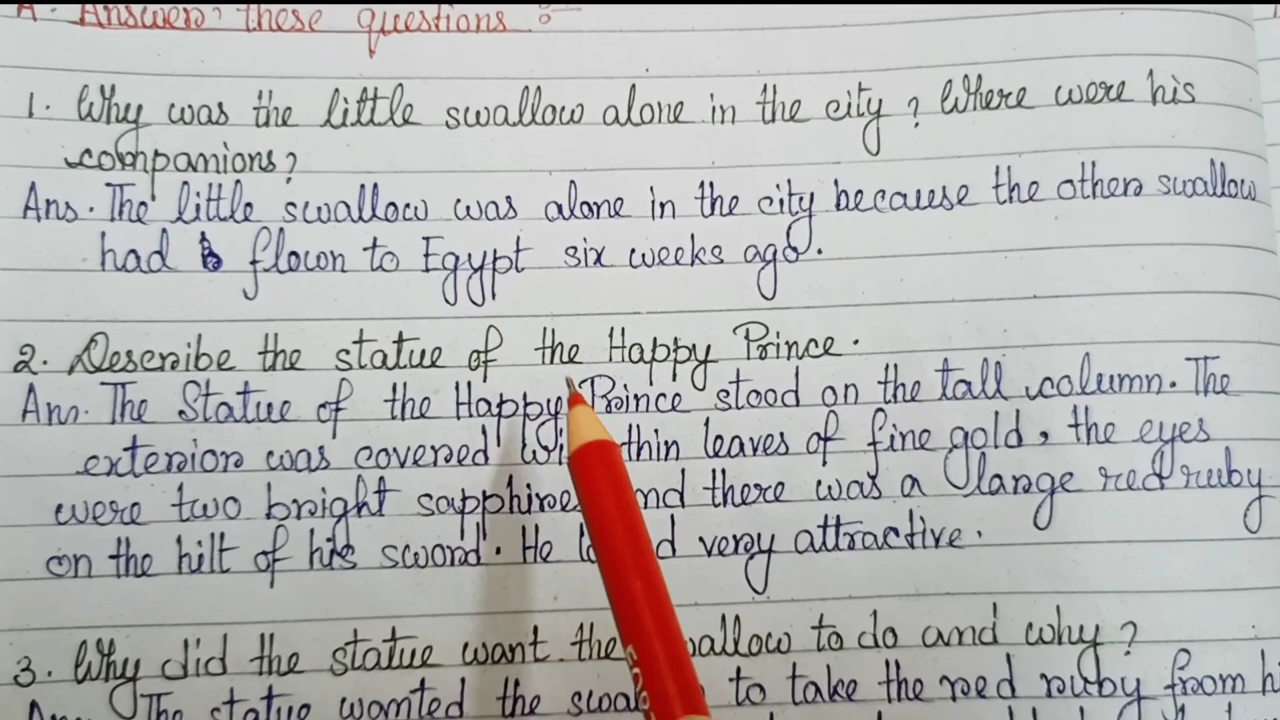 A. Answer these questions :-
1. Why was the little swallow alone in the city? Where were his
companions?
Ans. The little swallow was alone in the city because the other swallow
had flown to Egypt six weeks ago.
2. Describe the statue of the Happy Prince.
Ans. The Statue of the Happy Prince stood on the tall column. The
exterior was covered thin leaves of fine gold, the eyes
were two bright sapphire and there was a large red ruby
on the hilt of his sword. He very attractive.
3. Why did the statue want the swallow to do and why?
The statue wanted the to take the red ruby from